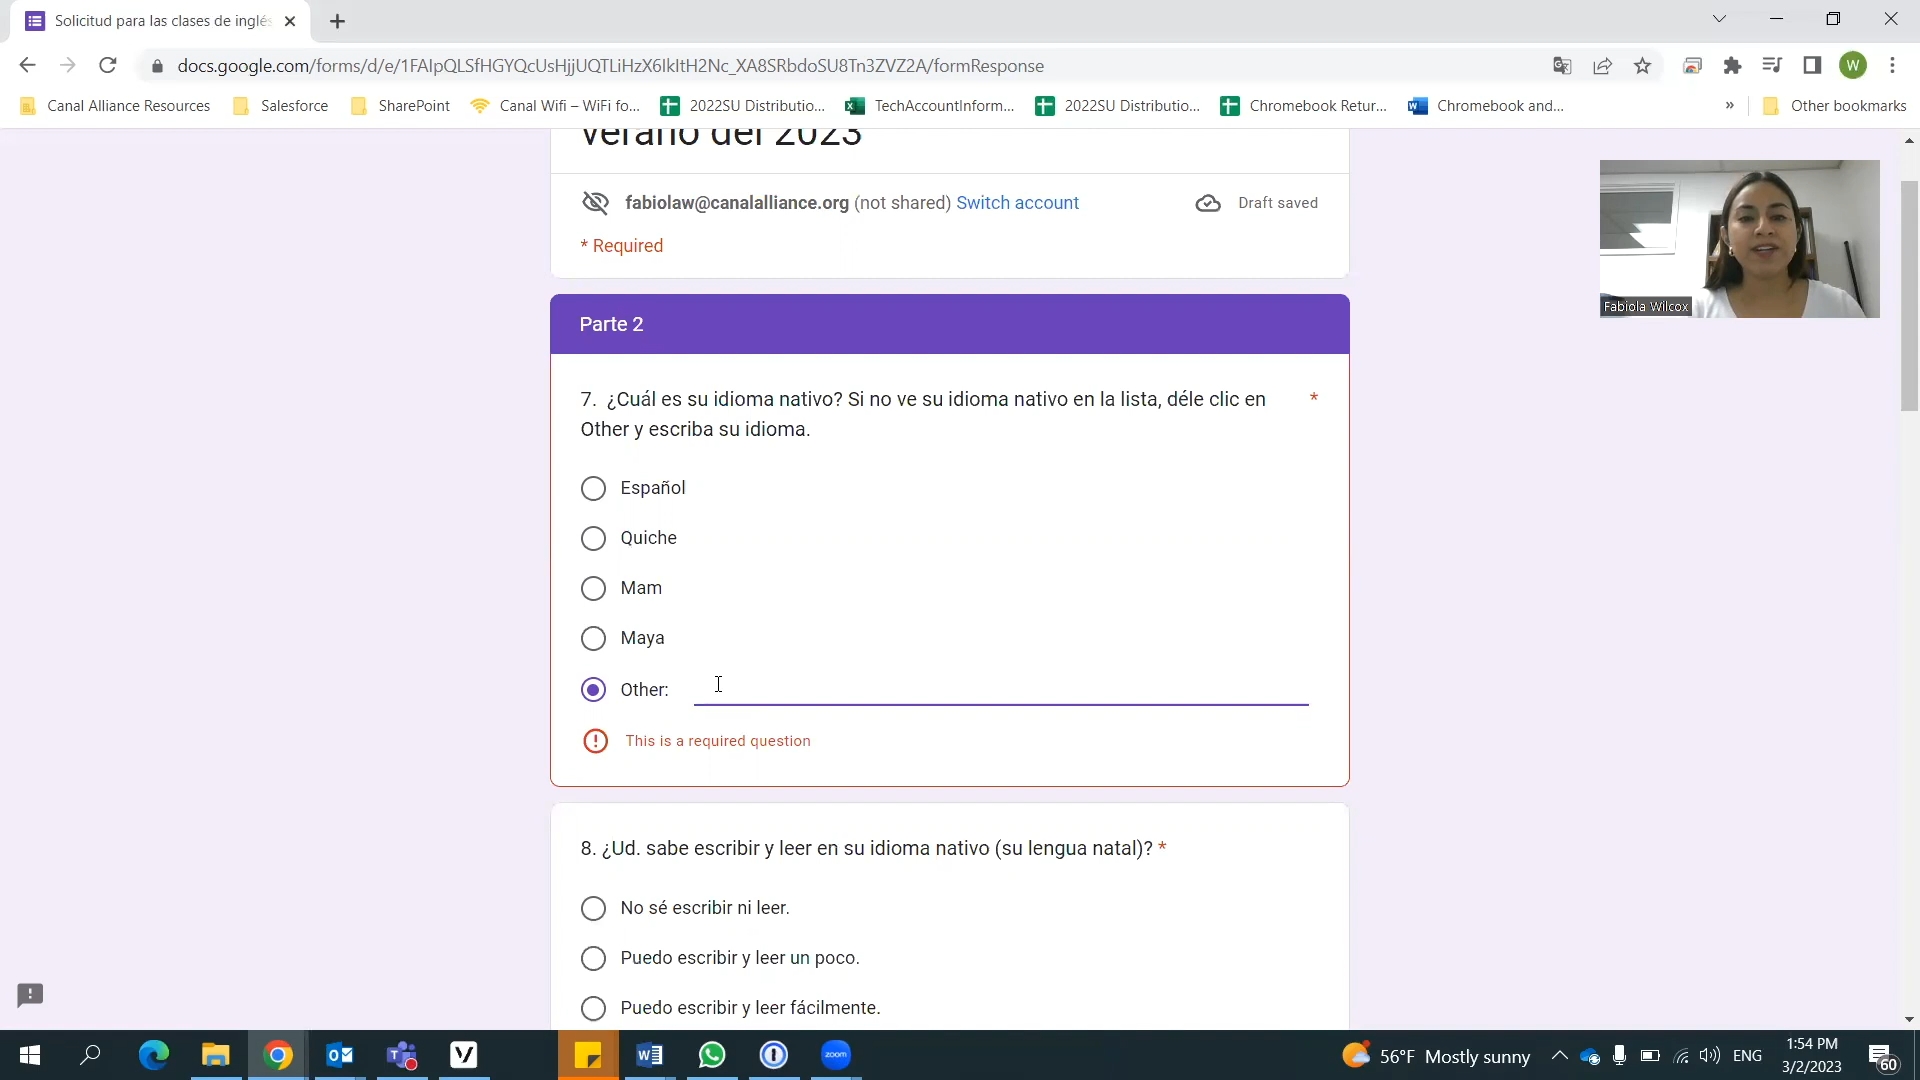 Solicitud para las clases de inglés
docs.google.com/forms/d/e/1FAIpQLSfHGYQcUsHjjUQTLiHzX6IkItH2Nc_XA8SRbdoSU8Tn3ZVZ2A/formResponse
W
Canal Alliance Resources
Salesforce
SharePoint
Canal Wifi – WiFi fo...
2022SU Distributio...
TechAccountInform...
2022SU Distributio...
Chromebook Retur...
Chromebook and...
»
Other bookmarks
verano del 2023
fabiolaw@canalalliance.org (not shared) Switch account
Draft saved
* Required
Fabiola Wilcox
Parte 2
7. ¿Cuál es su idioma nativo? Si no ve su idioma nativo en la lista, déle clic en *
Other y escriba su idioma.
Español
Quiche
Mam
Maya
Other:
This is a required question
8. ¿Ud. sabe escribir y leer en su idioma nativo (su lengua natal)? *
No sé escribir ni leer.
Puedo escribir y leer un poco.
Puedo escribir y leer fácilmente.
zoom
56°F Mostly sunny
ENG
1:54 PM
3/2/2023
60